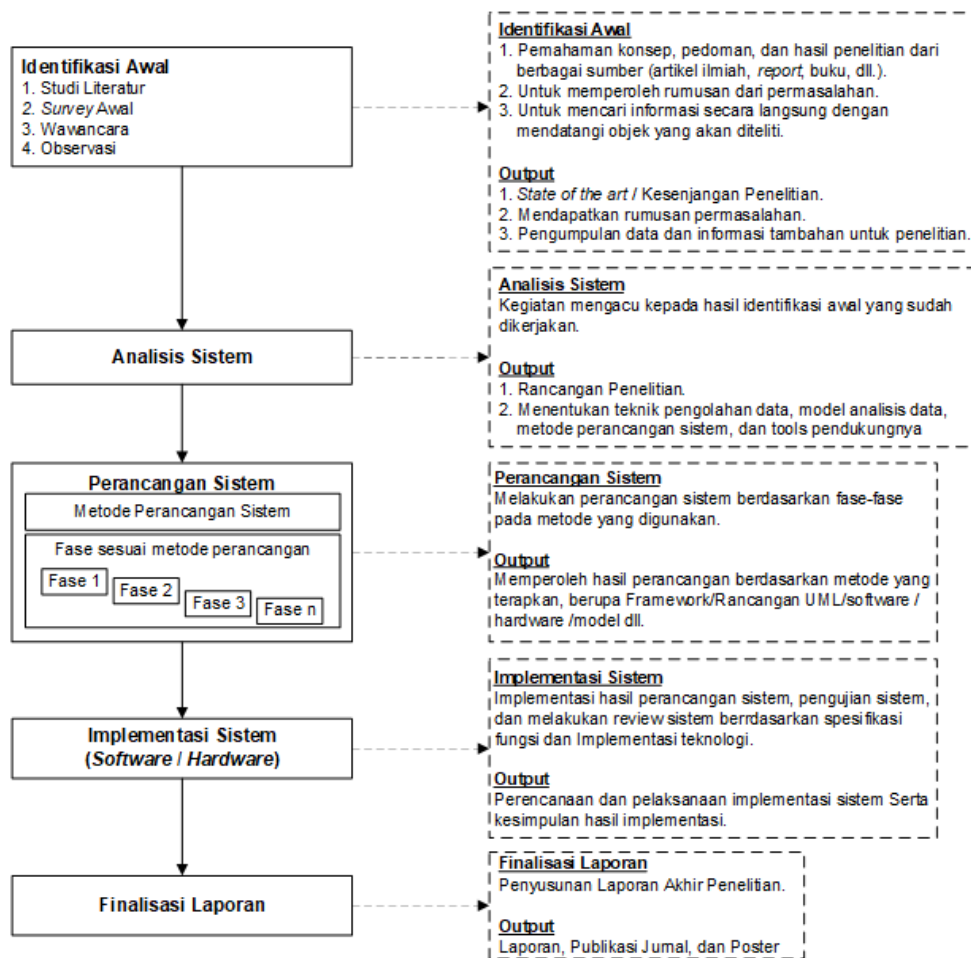 Identifikasi Awal
1. Studi Literatur
2. Survey Awal
3. Wawancara
4. Observasi
Identifikasi Awal
1. Pemahaman konsep, pedoman, dan hasil penelitian dari
berbagai sumber (artikel ilmiah, report, buku, dll.).
2. Untuk memperoleh rumusan dari permasalahan.
3. Untuk mencari informasi secara langsung dengan
mendatangi objek yang akan diteliti.
Output
1. State of the art / Kesenjangan Penelitian.
2. Mendapatkan rumusan permasalahan.
3. Pengumpulan data dan informasi tambahan untuk penelitian.
Analisis Sistem
Analisis Sistem
Kegiatan mengacu kepada hasil identifikasi awal yang sudah
dikerjakan.
Output
1. Rancangan Penelitian.
2. Menentukan teknik pengolahan data, model analisis data,
metode perancangan sistem, dan tools pendukungnya
Perancangan Sistem
Metode Perancangan Sistem
Fase sesuai metode perancangan
Fase 1
Fase 2
Fase 3
Fase n
Perancangan Sistem
Melakukan perancangan sistem berdasarkan fase-fase
pada metode yang digunakan.
Output
Memperoleh hasil perancangan berdasarkan metode yang
terapkan, berupa Framework/Rancangan UML/software /
hardware /model dll.
Implementasi Sistem
(Software / Hardware)
Implementasi Sistem
Implementasi hasil perancangan sistem, pengujian sistem,
dan melakukan review sistem berrdasarkan spesifikasi
fungsi dan Implementasi teknologi.
Output
Perencanaan dan pelaksanaan implementasi sistem Serta
kesimpulan hasil implementasi.
Finalisasi Laporan
Finalisasi Laporan
Penyusunan Laporan Akhir Penelitian.
Output
Laporan, Publikasi Jurnal, dan Poster